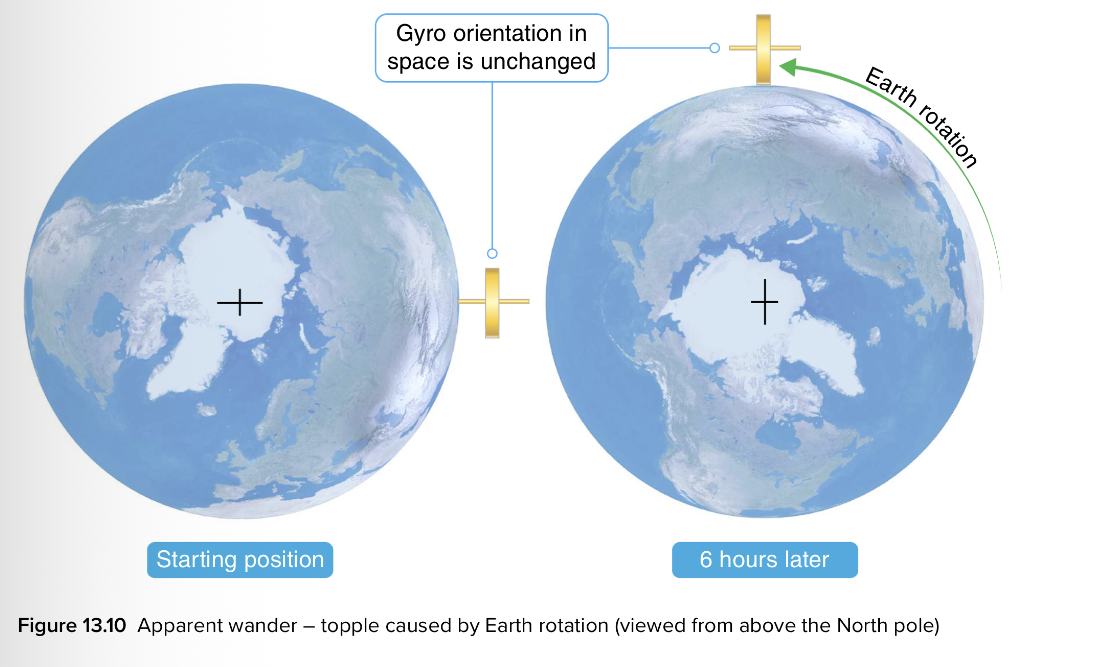 Gyro orientation in
space is unchanged
Earth rotation
Starting position
6 hours later
Figure 13.10 Apparent wander – topple caused by Earth rotation (viewed from above the North pole)